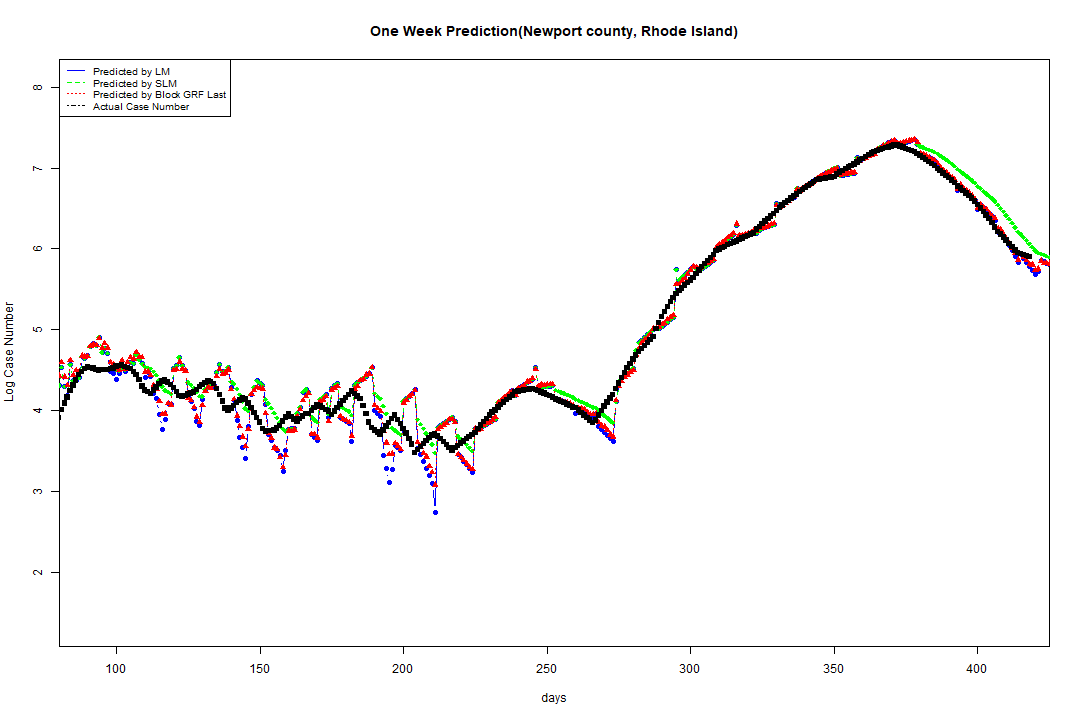 One Week Prediction(Newport county, Rhode Island)
Predicted by LM
Predicted by SLM
Predicted by Block GRF Last
Actual Case Number
8
7
6
5
4
3
2
Log Case Number
100 150 200 250 300 350 400
days